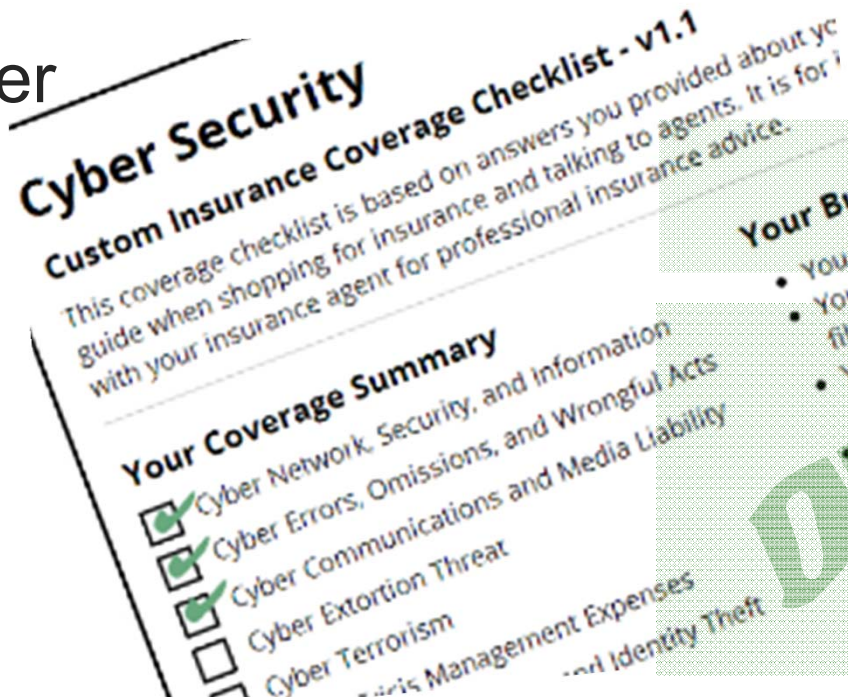 er
Cyber Security
Custom Insurance Coverage Checklist - v1.1
This coverage checklist is based on answers you provided about
guide when shopping for insurance and talking to agents. It is for
with your insurance agent for professional insurance advice.
Your Coverage Summary
Cyber Network, Security, and Information
Cyber Errors, Omissions, and Wrongful Acts
Cyber Communications and Media Liability
Cyber Extortion Threat
Cyber Terrorism
Management Expenses
Identity Theft
Your
You